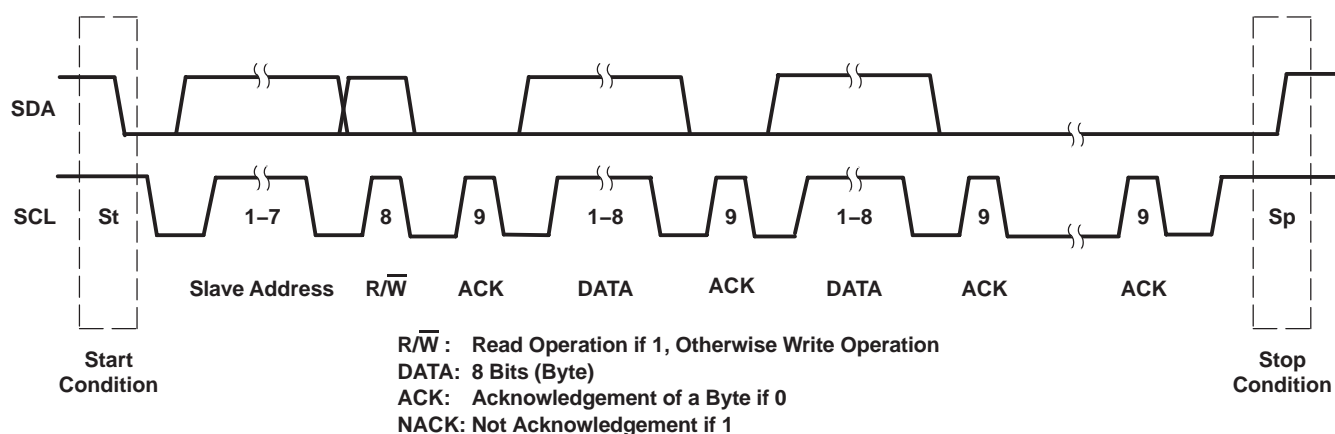 SDA
SCL
St 1–7 8 9 1–8 9 1–8 9 9 Sp
Slave Address R/W̅ ACK DATA ACK DATA ACK ACK
Start
Condition
Stop
Condition
R/W̅ : Read Operation if 1, Otherwise Write Operation
DATA: 8 Bits (Byte)
ACK: Acknowledgement of a Byte if 0
NACK: Not Acknowledgement if 1